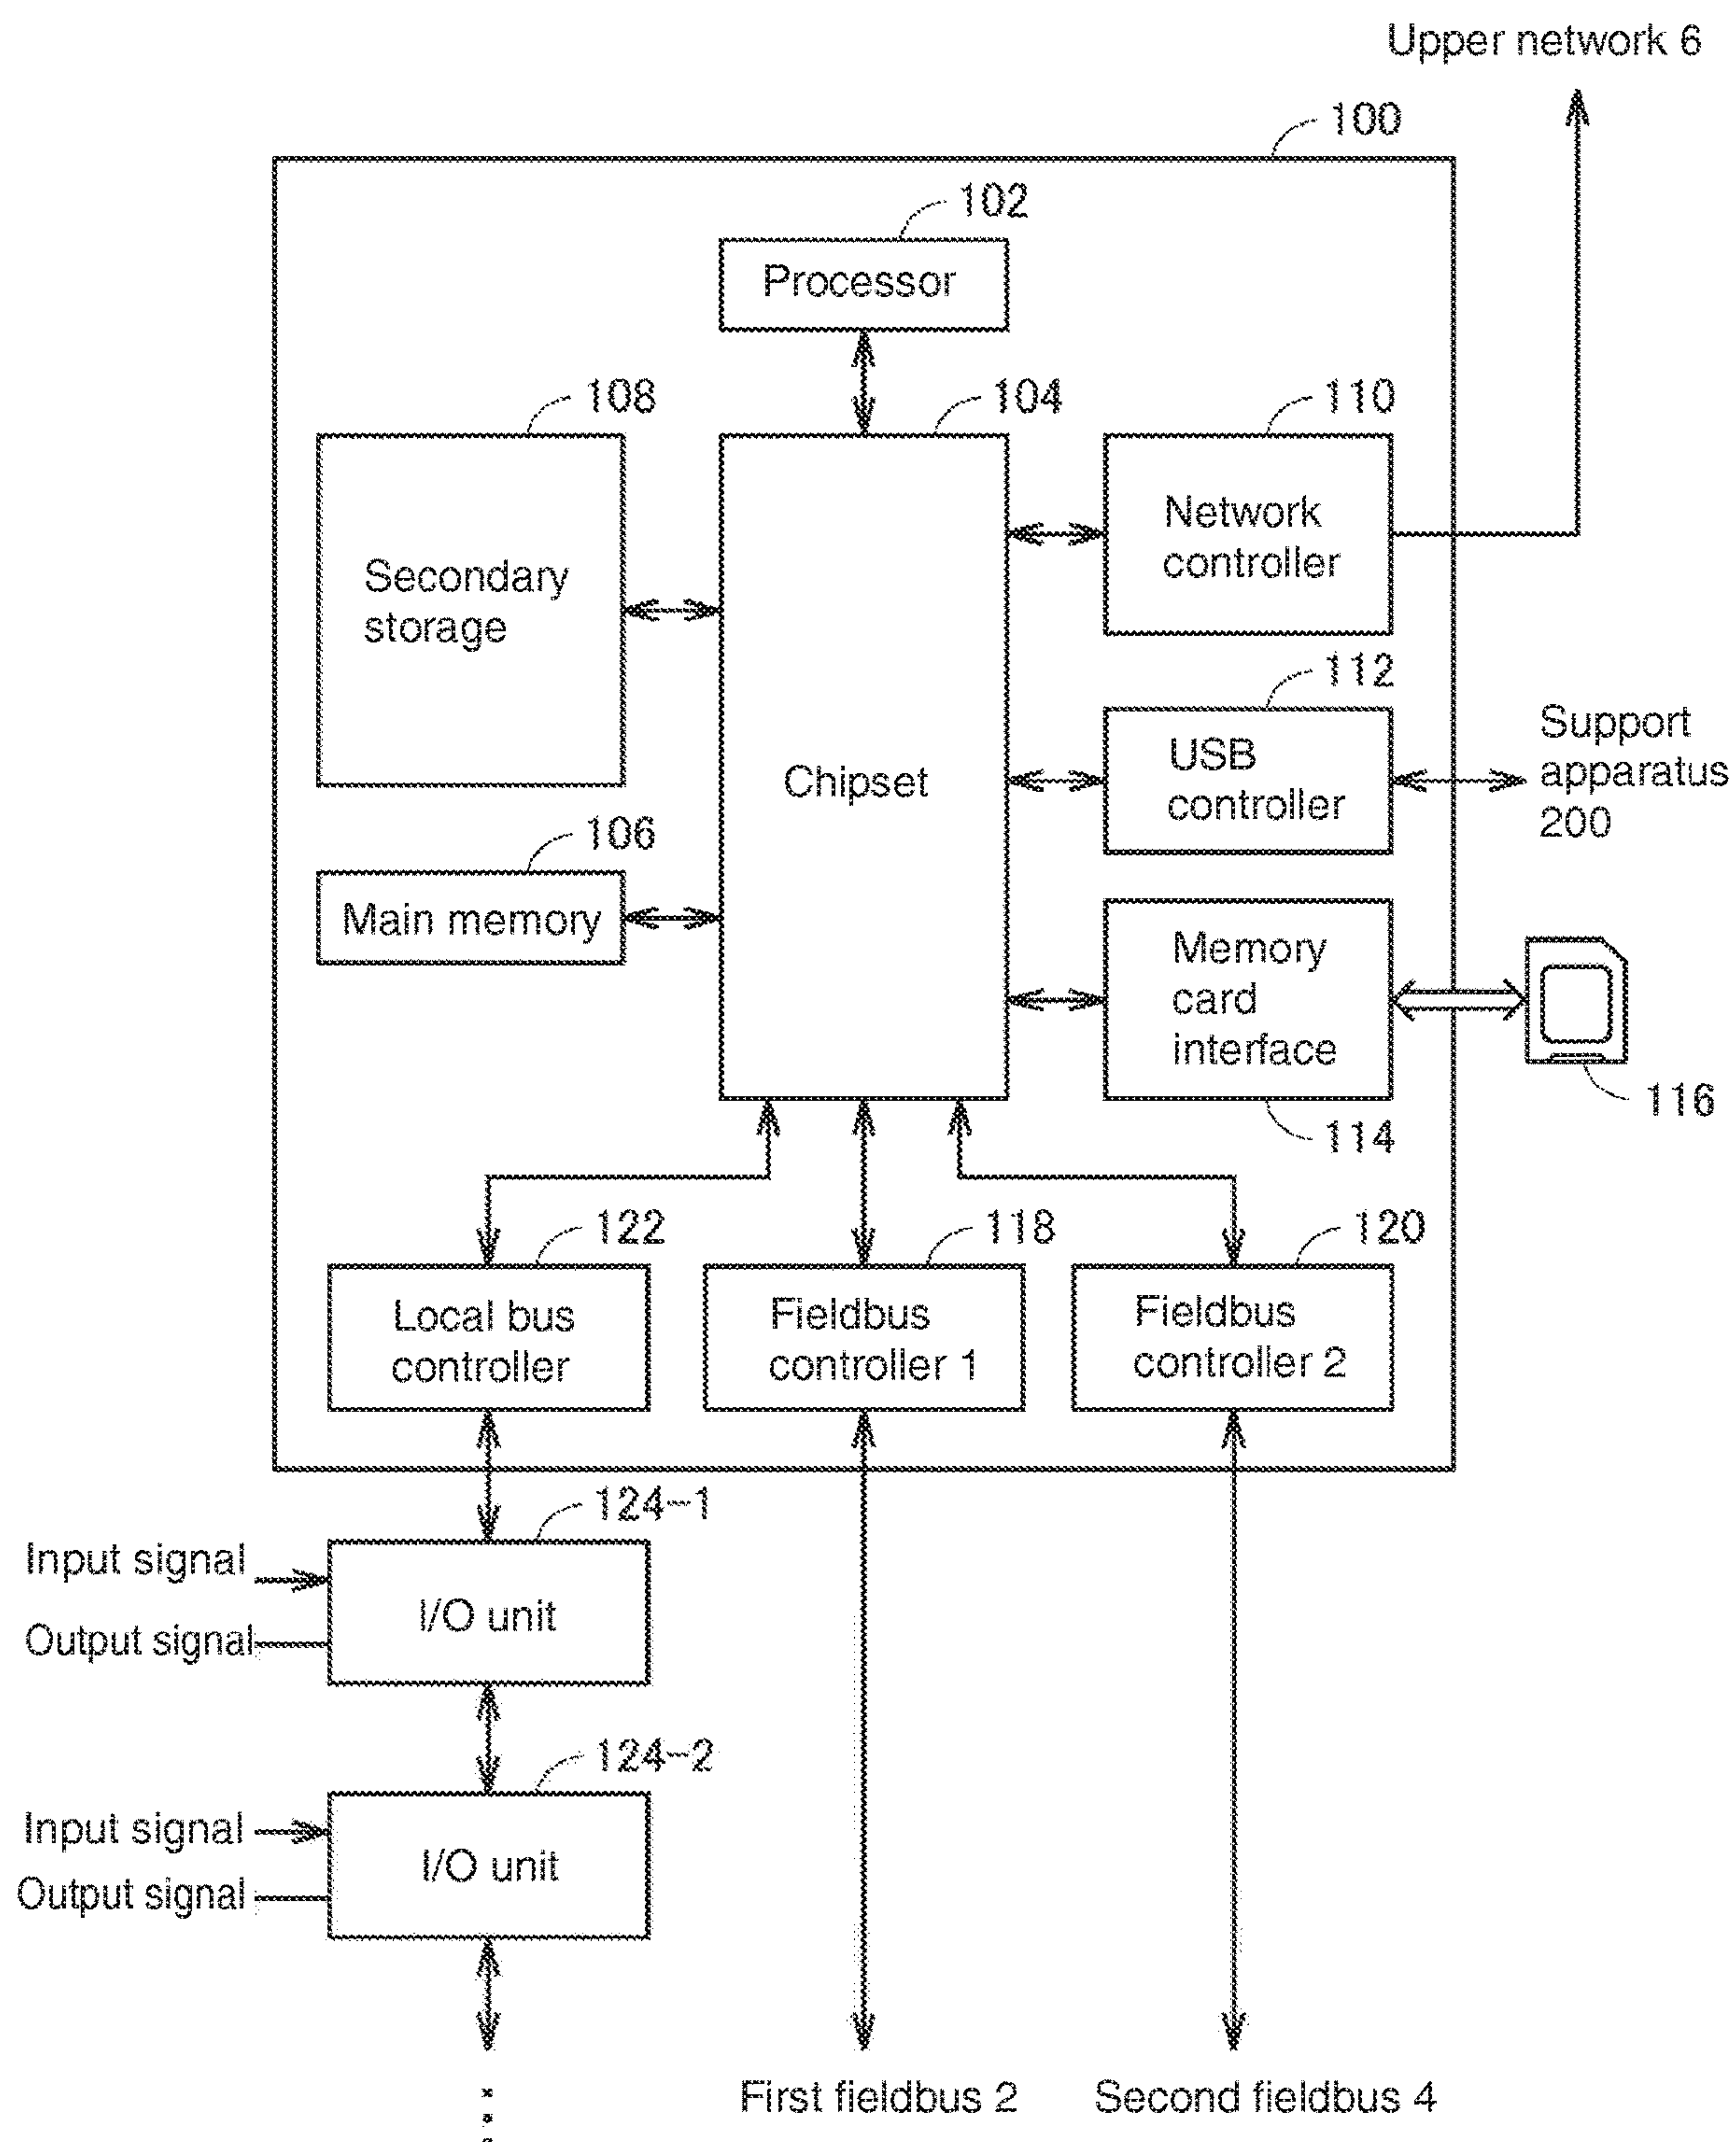 Upper network 6
100
102
Processor
108
104
110
Secondary
storage
Chipset
Network
controller
112
USB
controller
Support
apparatus
200
106
Main memory
Memory
card
interface
114
116
122
118
120
Local bus
controller
Fieldbus
controller 1
Fieldbus
controller 2
124-1
Input signal
Output signal
I/O unit
124-2
Input signal
Output signal
I/O unit
First fieldbus 2
Second fieldbus 4